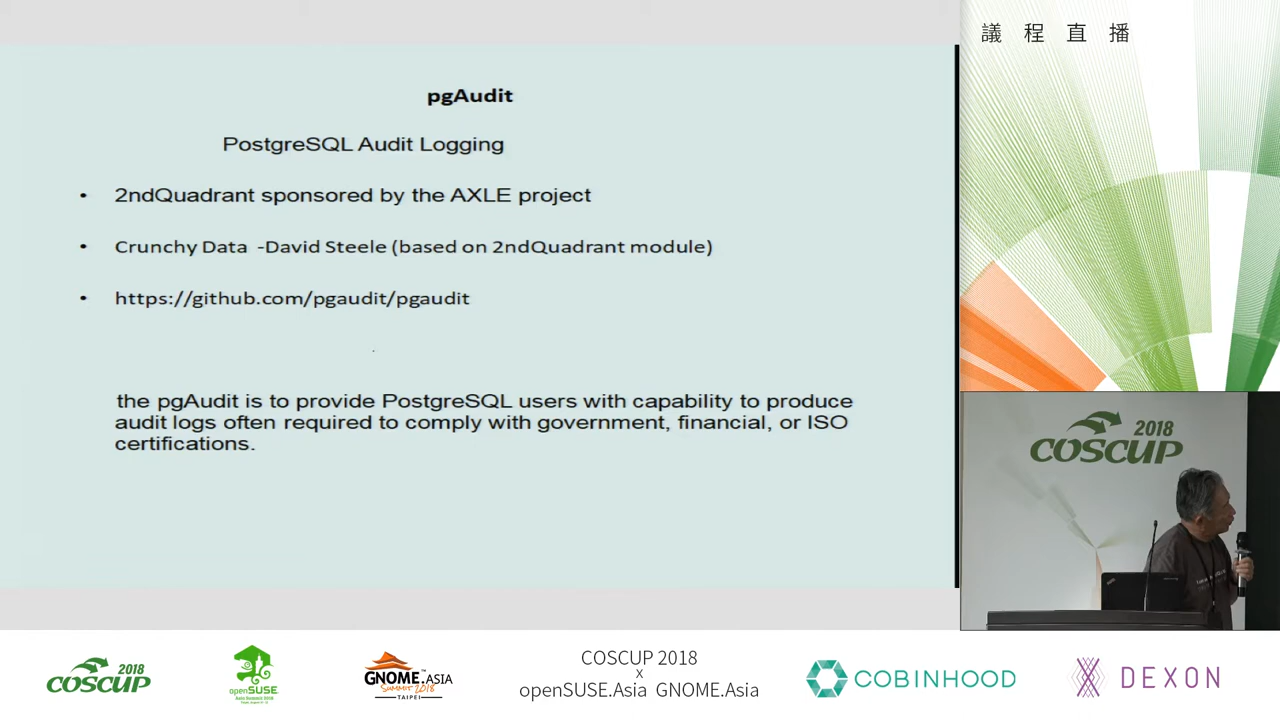 pgAudit
PostgreSQL Audit Logging
• 2ndQuadrant sponsored by the AXLE project
• Crunchy Data -David Steele (based on 2ndQuadrant module)
• https://github.com/pgaudit/pgaudit
the pgAudit is to provide PostgreSQL users with capability to produce
audit logs often required to comply with government, financial, or ISO
certifications.
議程直播
2018
COSCUP
2018
COSCUP
openSUSE
GNOME.ASIA
SUMMIT 2018
TAIPEI
COSCUP 2018
x
openSUSE.Asia GNOME.Asia
COBINHOOD
DEXON